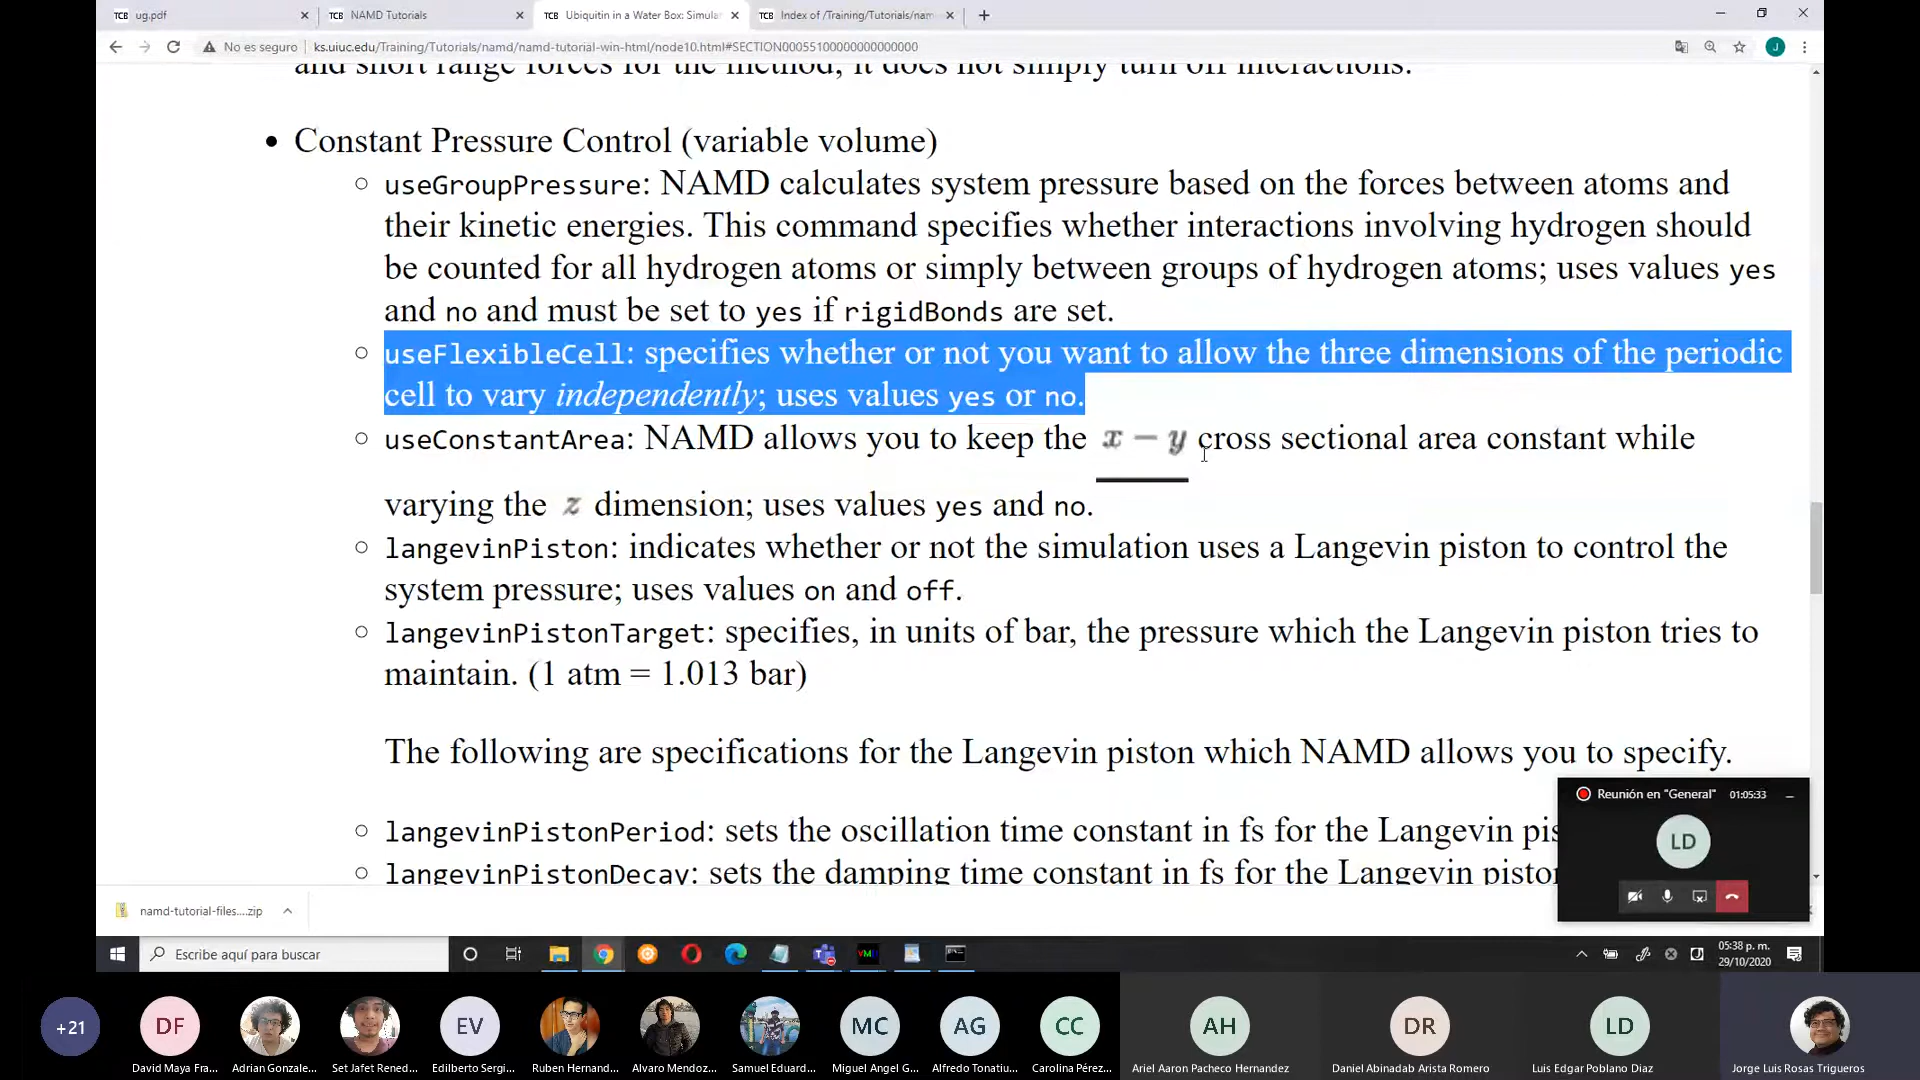 ug.pdf
NAMD Tutorials
Ubiquitin in a Water Box: Simula
Index of /Training/Tutorials/nam
No es seguro | ks.uiuc.edu/Training/Tutorials/namd/namd-tutorial-win-html/node10.html#SECTION00055100000000000000
and short range forces for the method; it does not simply turn off interactions.
Constant Pressure Control (variable volume)
useGroupPressure: NAMD calculates system pressure based on the forces between atoms and
their kinetic energies. This command specifies whether interactions involving hydrogen should
be counted for all hydrogen atoms or simply between groups of hydrogen atoms; uses values yes
and no and must be set to yes if rigidBonds are set.
useFlexibleCell: specifies whether or not you want to allow the three dimensions of the periodic
cell to vary independently; uses values yes or no.
useConstantArea: NAMD allows you to keep the x − y cross sectional area constant while
varying the z dimension; uses values yes and no.
langevinPiston: indicates whether or not the simulation uses a Langevin piston to control the
system pressure; uses values on and off.
langevinPistonTarget: specifies, in units of bar, the pressure which the Langevin piston tries to
maintain. (1 atm = 1.013 bar)
The following are specifications for the Langevin piston which NAMD allows you to specify.
langevinPistonPeriod: sets the oscillation time constant in fs for the Langevin pis
langevinPistonDecay: sets the damping time constant in fs for the Langevin piston
Reunión en "General" 01:05:33
LD
namd-tutorial-files....zip
Escribe aquí para buscar
05:38 p. m.
29/10/2020
+21
DF
EV
MC
AG
CC
AH
DR
LD
David Maya Fra...
Adrian Gonzale...
Set Jafet Rened...
Edilberto Sergi...
Ruben Hernand...
Alvaro Mendoz...
Samuel Eduard...
Miguel Angel G...
Alfredo Tonatiu...
Carolina Pérez...
Ariel Aaron Pacheco Hernandez
Daniel Abinadab Arista Romero
Luis Edgar Poblano Diaz
Jorge Luis Rosas Trigueros